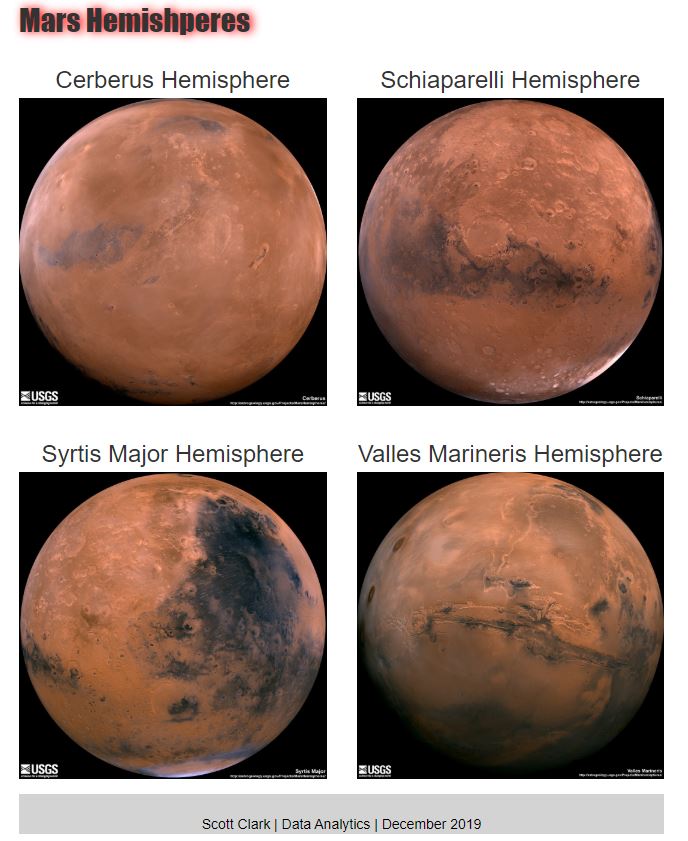 Mars Hemishperes
Cerberus Hemisphere
Schiaparelli Hemisphere
USGS
Cerberus
USGS
Schiaparelli
Syrtis Major Hemisphere
Valles Marineris Hemisphere
USGS
Syrtis Major
USGS
Valles Marineris
Scott Clark | Data Analytics | December 2019